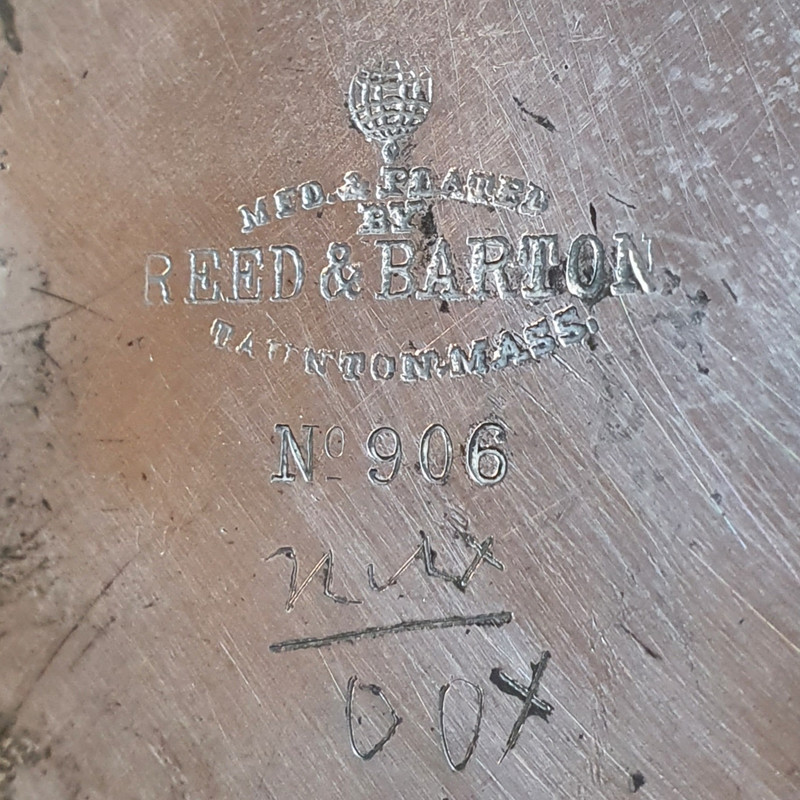 MFD. & PLATED
BY
REED & BARTON
TAUNTON. MASS.
Nº 906